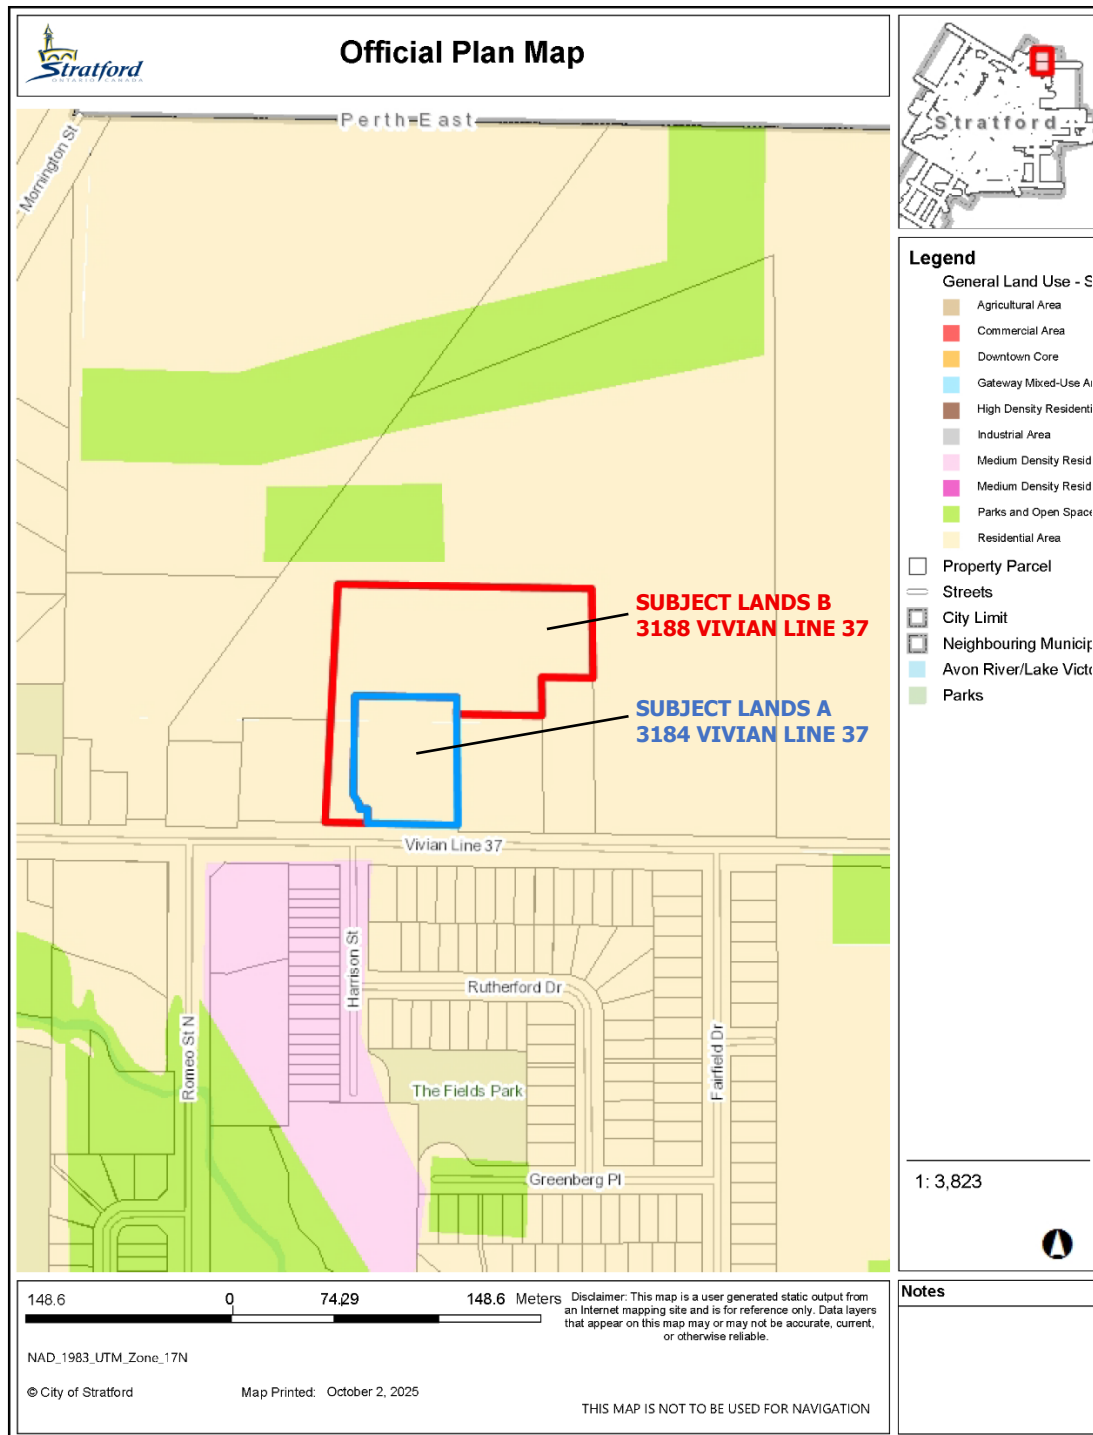 Stratford
ONTARIO CANADA
Official Plan Map
Perth East
Mornington St
SUBJECT LANDS B
3188 VIVIAN LINE 37
SUBJECT LANDS A
3184 VIVIAN LINE 37
Vivian Line 37
Harrison St
Rutherford Dr
Romeo St N
Fairfield Dr
The Fields Park
Greenberg Pl
Stratford
Legend
General Land Use - S
Agricultural Area
Commercial Area
Downtown Core
Gateway Mixed-Use A
High Density Residenti
Industrial Area
Medium Density Resid
Medium Density Resid
Parks and Open Space
Residential Area
Property Parcel
Streets
City Limit
Neighbouring Municip
Avon River/Lake Victo
Parks
1: 3,823
148.6 0 74.29 148.6 Meters
Disclaimer: This map is a user generated static output from
an Internet mapping site and is for reference only. Data layers
that appear on this map may or may not be accurate, current,
or otherwise reliable.
NAD_1983_UTM_Zone_17N
© City of Stratford
Map Printed: October 2, 2025
THIS MAP IS NOT TO BE USED FOR NAVIGATION
Notes